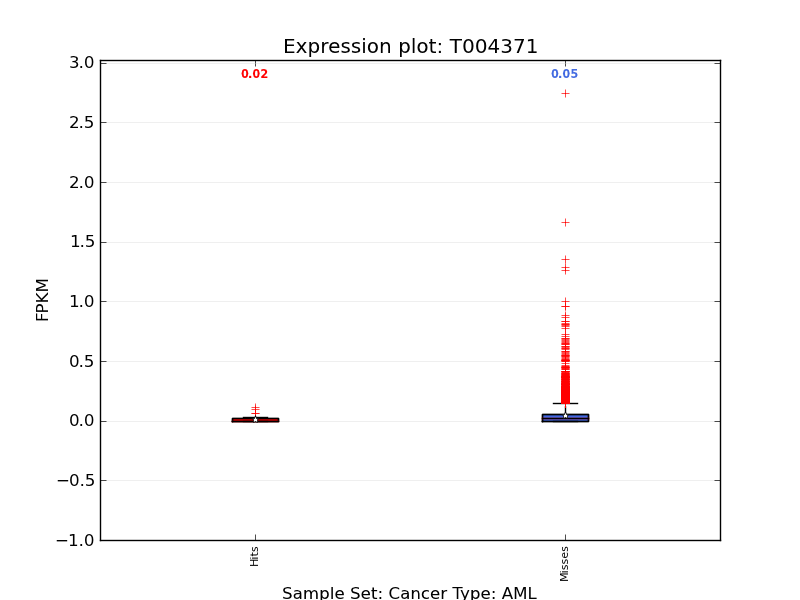 Expression plot: T004371
3.0
0.02
0.05
2.5
2.0
1.5
1.0
0.5
0.0
−0.5
−1.0
FPKM
Hits
Misses
Sample Set: Cancer Type: AML